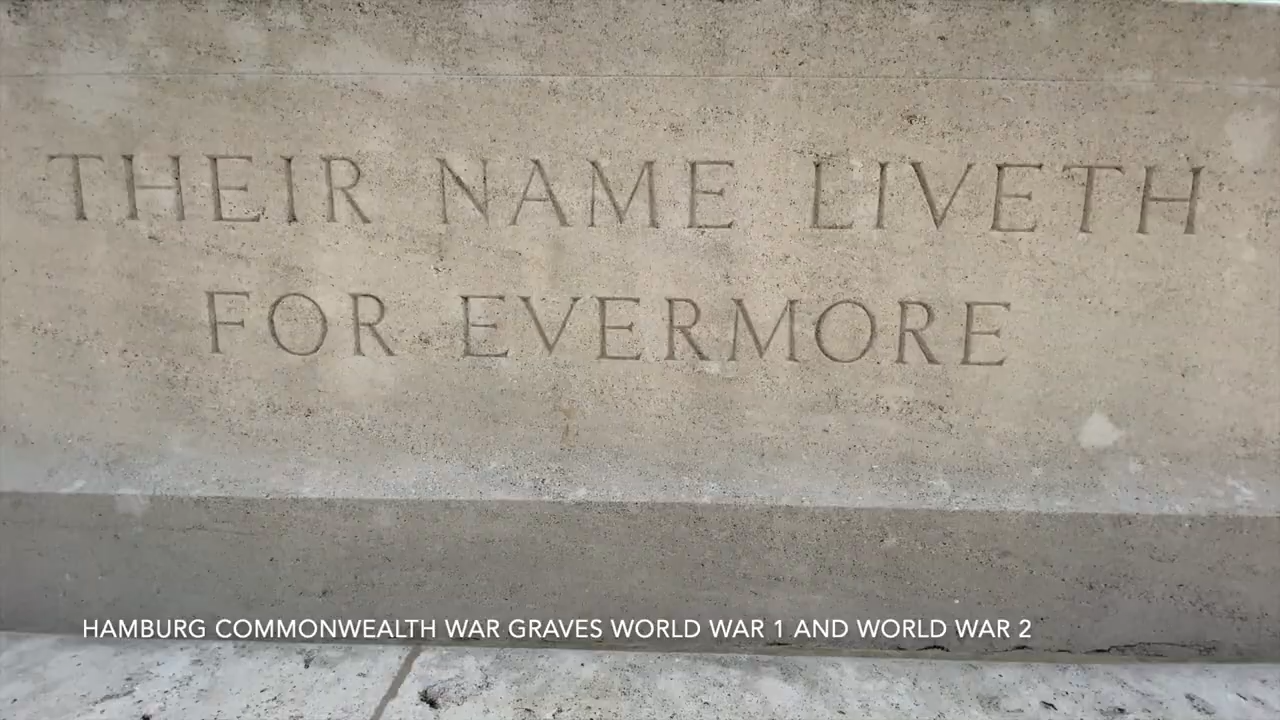 THEIR NAME LIVETH
FOR EVERMORE
HAMBURG COMMONWEALTH WAR GRAVES WORLD WAR 1 AND WORLD WAR 2